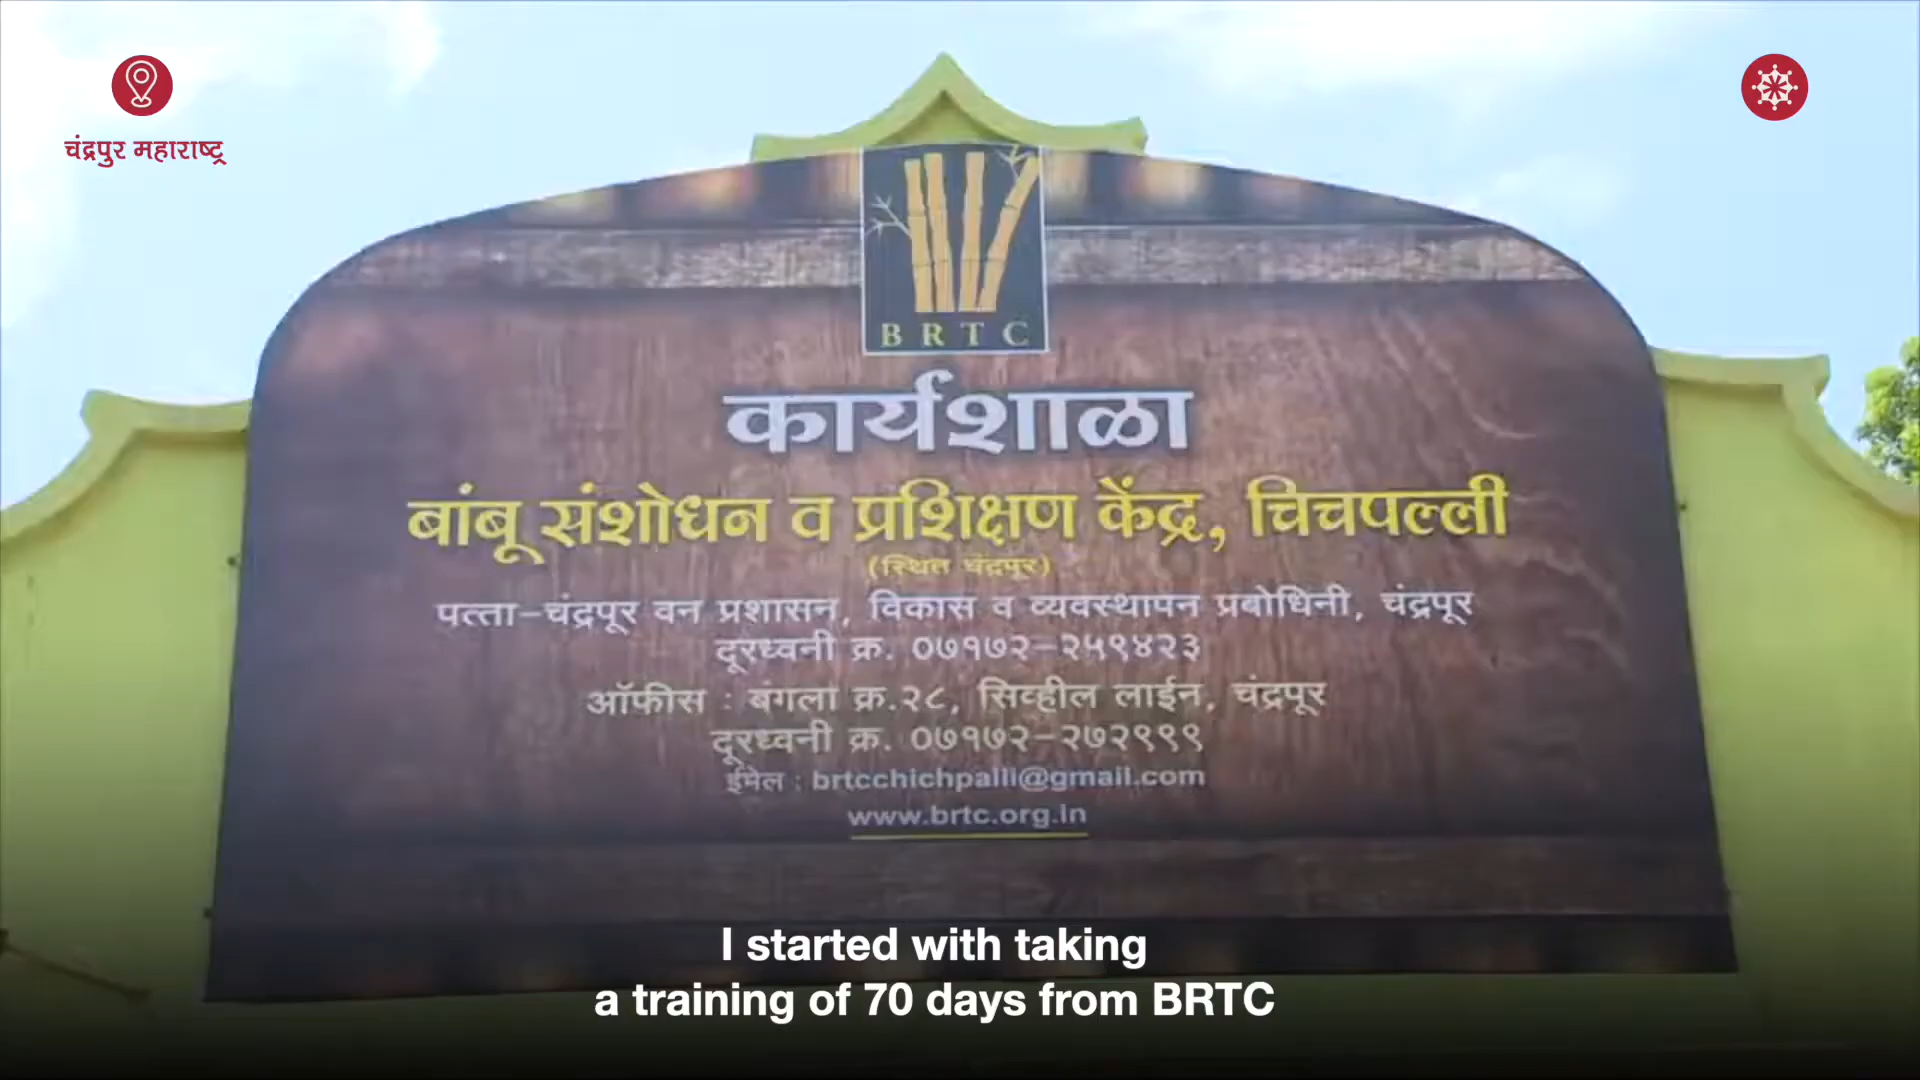 चंद्रपुर महाराष्ट्र
BRTC
कार्यशाळा
बांबू संशोधन व प्रशिक्षण केंद्र, चिचपल्ली
(स्थित चंद्रपूर)
पत्ता-चंद्रपूर वन प्रशासन, विकास व व्यवस्थापन प्रबोधिनी, चंद्रपूर
दूरध्वनी क्र. ०७१७२-२५९४२३
ऑफीस : बंगला क्र.२८, सिव्हील लाईन, चंद्रपूर
दूरध्वनी क्र. ०७१७२-२७२९९९
ईमेल : brtcchichpalli@gmail.com
www.brtc.org.in
I started with taking
a training of 70 days from BRTC